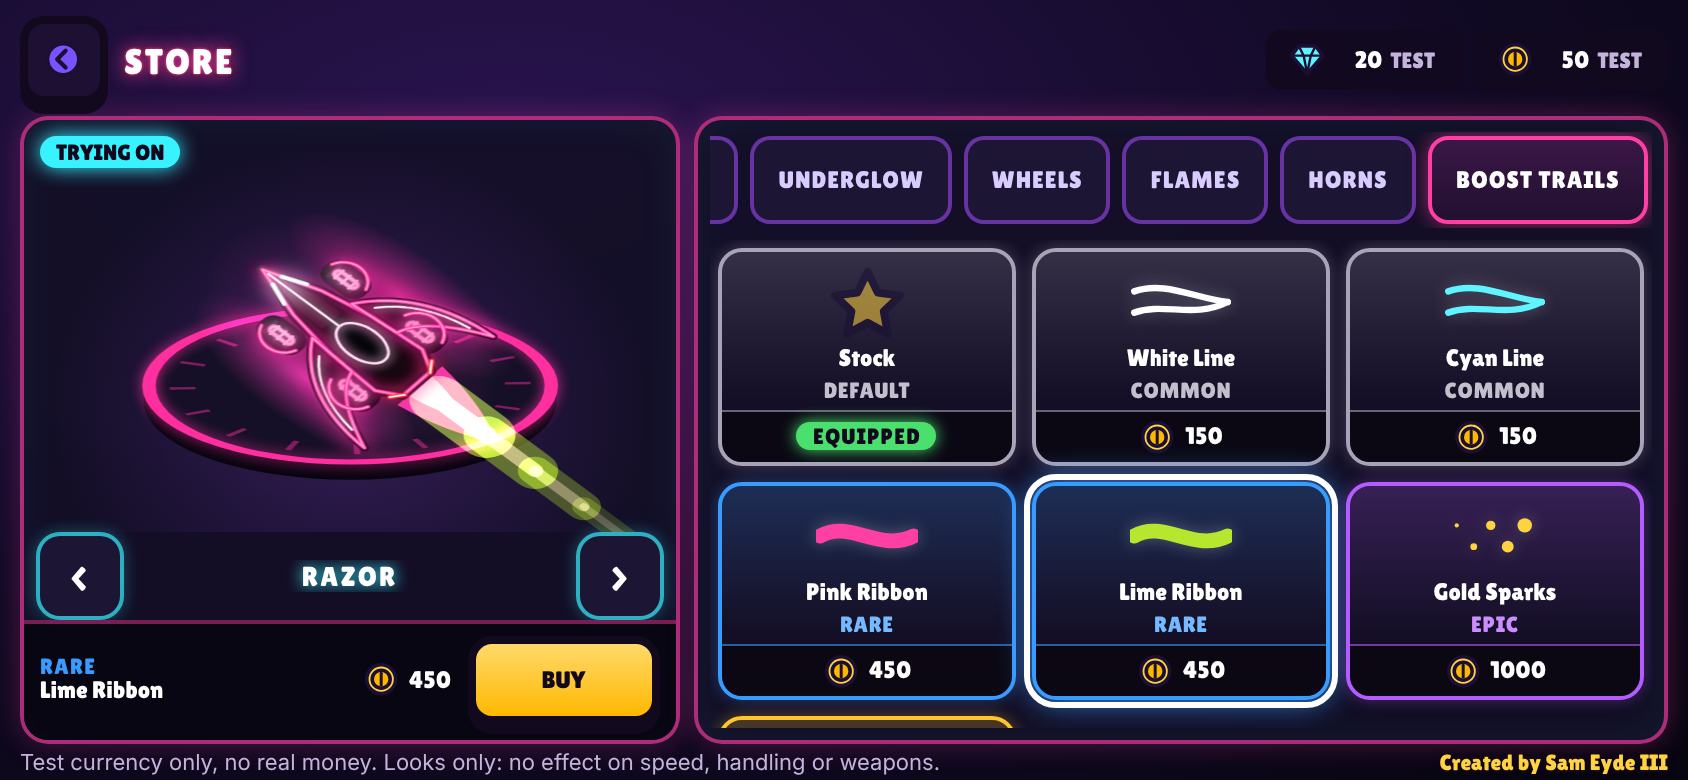 STORE
20 TEST
50 TEST
TRYING ON
RAZOR
RARE
Lime Ribbon
450
BUY
UNDERGLOW
WHEELS
FLAMES
HORNS
BOOST TRAILS
Stock
DEFAULT
EQUIPPED
White Line
COMMON
150
Cyan Line
COMMON
150
Pink Ribbon
RARE
450
Lime Ribbon
RARE
450
Gold Sparks
EPIC
1000
Test currency only, no real money. Looks only: no effect on speed, handling or weapons.
Created by Sam Eyde III